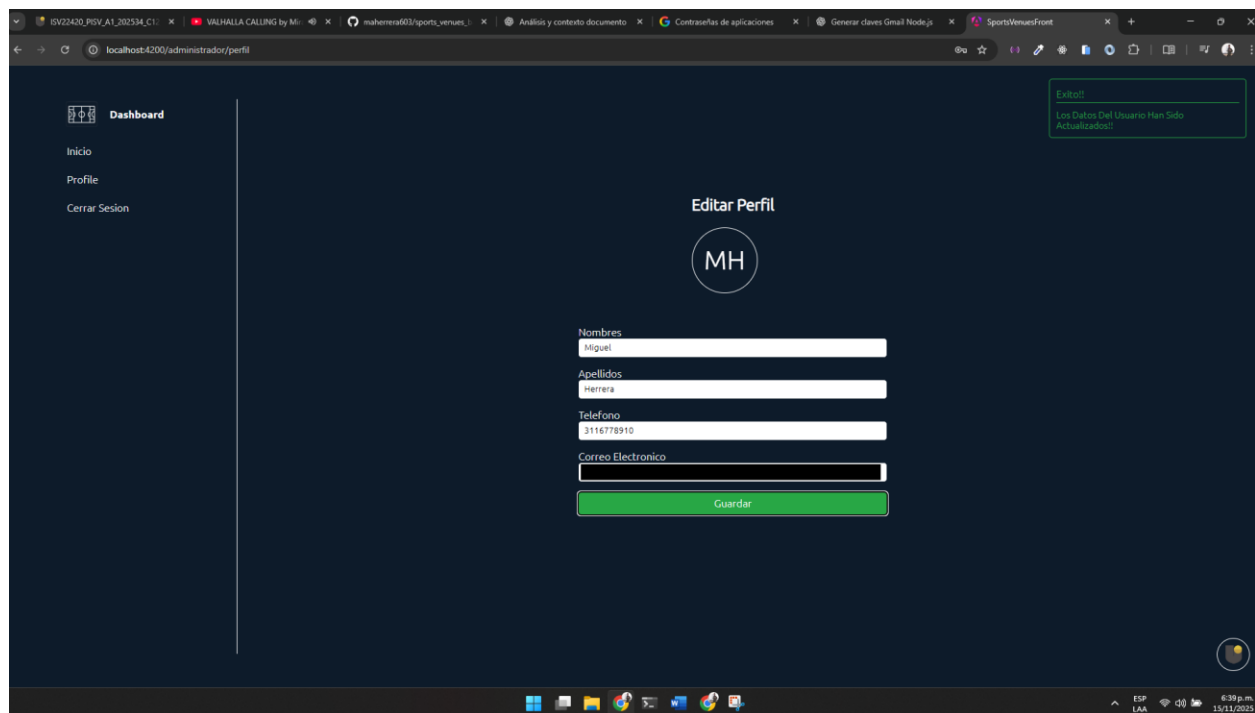 ISV22420_PISV_A1_202534_C1:
VALHALLA CALLING by Mi
maherrera603/sports_venues_b
Análisis y contexto documento
Contraseñas de aplicaciones
Generar claves Gmail Node.js
SportsVenuesFront
localhost:4200/administrador/perfil
Exito!!
Los Datos Del Usuario Han Sido
Actualizados!!
Dashboard
Inicio
Profile
Cerrar Sesion
Editar Perfil
MH
Nombres
Miguel
Apellidos
Herrera
Telefono
3116778910
Correo Electronico
Guardar
ESP
LAA
6:39 p.m.
15/11/2025